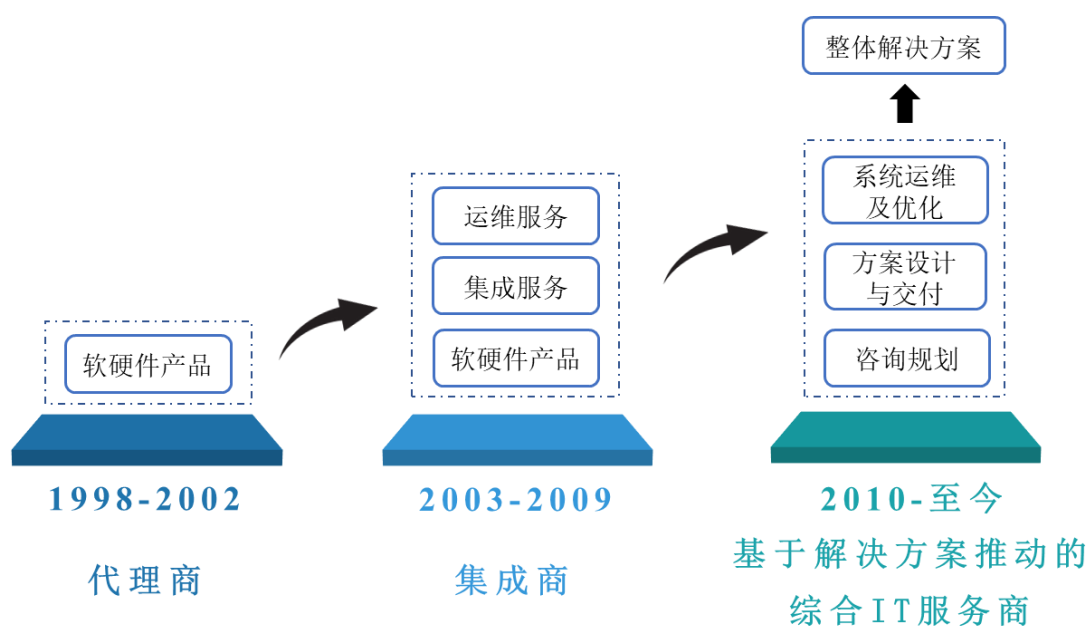 软硬件产品
1998-2002
代理商
运维服务
集成服务
软硬件产品
2003-2009
集成商
整体解决方案
系统运维
及优化
方案设计
与交付
咨询规划
2010-至今
基于解决方案推动的
综合IT服务商